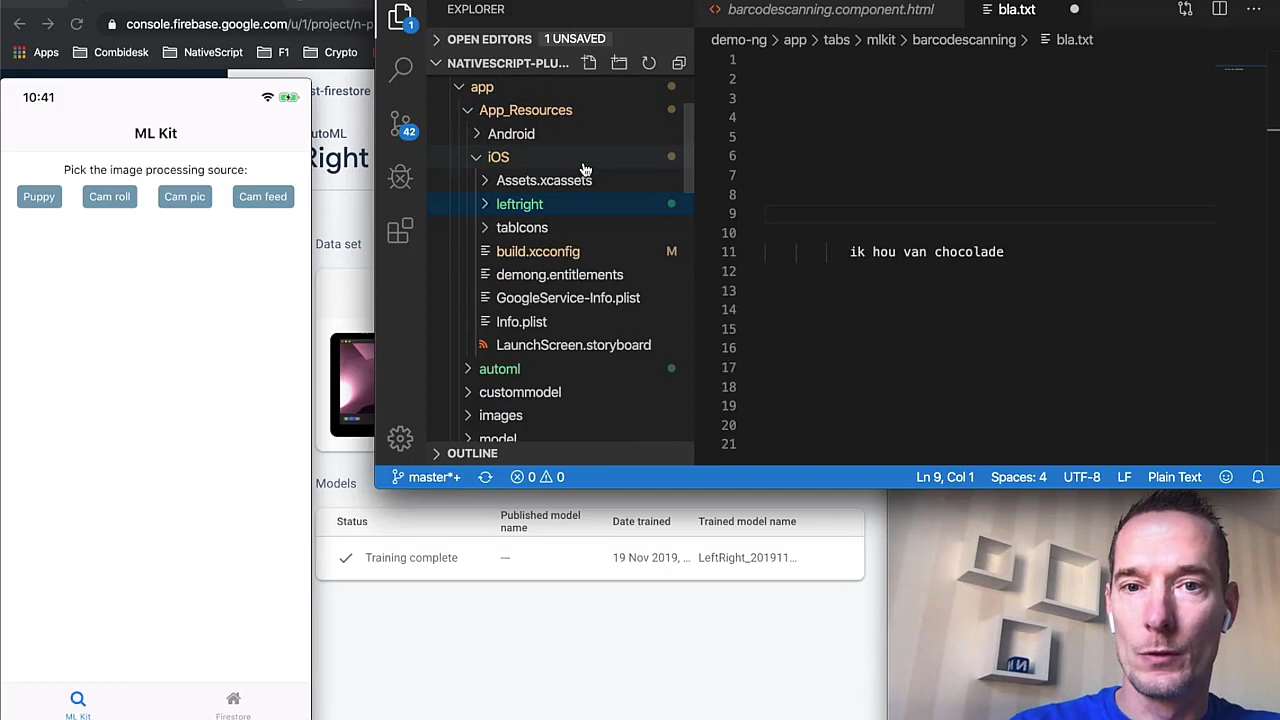 console.firebase.google.com/u/1/project/n-p
Apps
Combidesk
NativeScript
F1
Crypto
10:41
ML Kit
Pick the image processing source:
Puppy
Cam roll
Cam pic
Cam feed
ML Kit
Firestore
st-firestore
utoML
Right
Data set
Models
Status
Published model name
Date trained
Trained model name
Training complete
---
19 Nov 2019, ...
LeftRight_201911...
1
42
EXPLORER
OPEN EDITORS
1 UNSAVED
NATIVESCRIPT-PLU...
app
App_Resources
Android
iOS
Assets.xcassets
leftright
tabIcons
build.xcconfig
M
demong.entitlements
GoogleService-Info.plist
Info.plist
LaunchScreen.storyboard
automl
custommodel
images
model
OUTLINE
<> barcodescanning.component.html
bla.txt
demo-ng > app > tabs > mlkit > barcodescanning > bla.txt
1
2
3
4
5
6
7
8
9
10
11 ik hou van chocolade
12
13
14
15
16
17
18
19
20
21
master*+
0
0
Ln 9, Col 1
Spaces: 4
UTF-8
LF
Plain Text